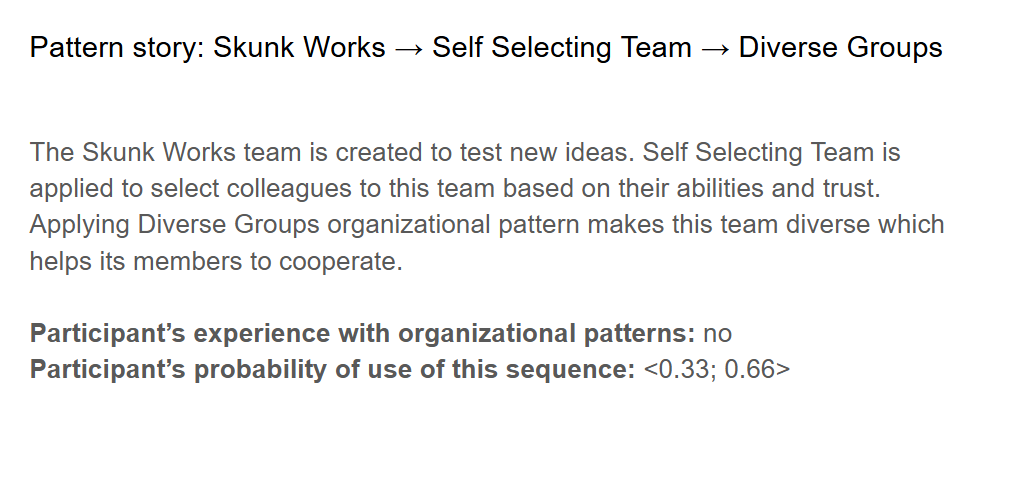 Pattern story: Skunk Works → Self Selecting Team → Diverse Groups
The Skunk Works team is created to test new ideas. Self Selecting Team is
applied to select colleagues to this team based on their abilities and trust.
Applying Diverse Groups organizational pattern makes this team diverse which
helps its members to cooperate.
Participant’s experience with organizational patterns: no
Participant’s probability of use of this sequence: <0.33; 0.66>